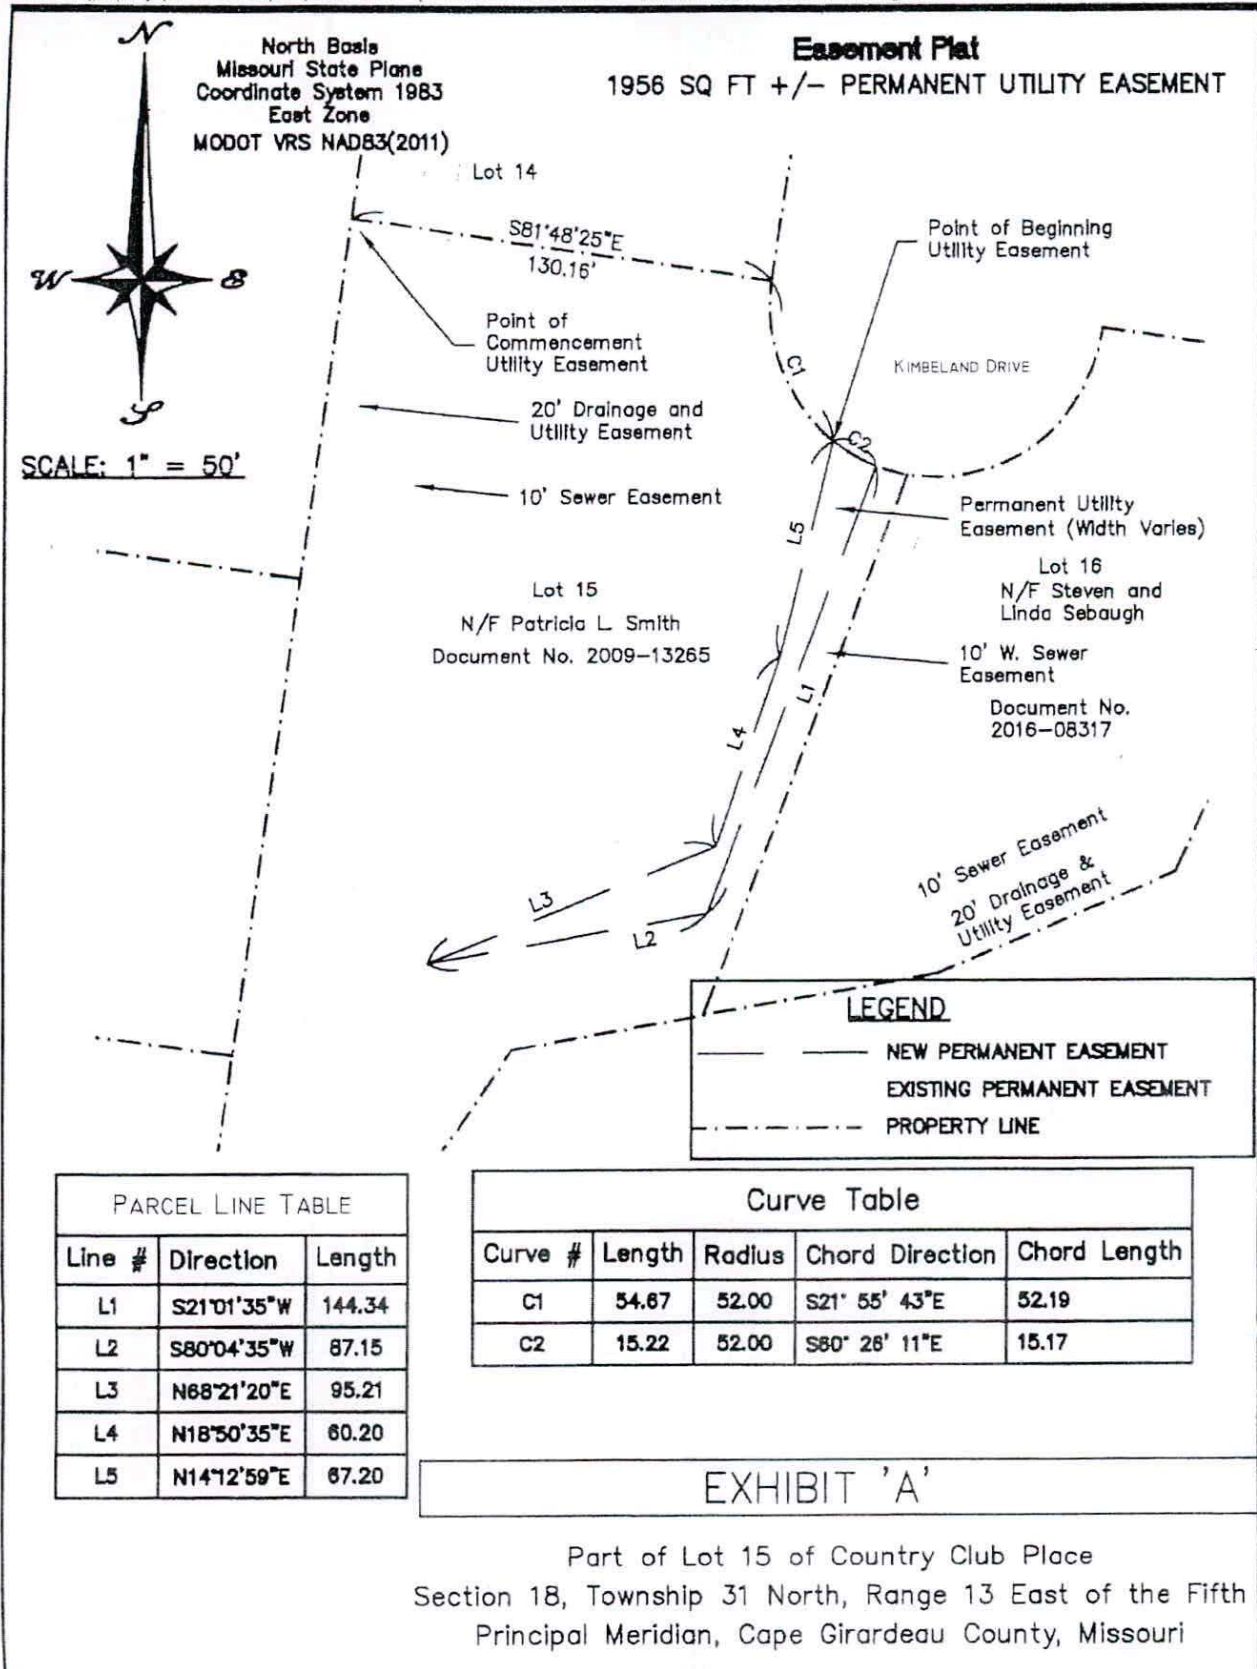 N
W
E
S
North Basis
Missouri State Plane
Coordinate System 1983
East Zone
MODOT VRS NAD83(2011)
Easement Plat
1956 SQ FT +/- PERMANENT UTILITY EASEMENT
Lot 14
S81°48'25"E
130.16'
Point of Beginning
Utility Easement
Point of
Commencement
Utility Easement
C1
KIMBELAND DRIVE
20' Drainage and
Utility Easement
C2
SCALE: 1" = 50'
10' Sewer Easement
Permanent Utility
Easement (Width Varies)
L5
Lot 15
N/F Patricia L. Smith
Document No. 2009-13265
Lot 16
N/F Steven and
Linda Sebaugh
10' W. Sewer
Easement
L1
Document No.
2016-08317
L4
L3
L2
10' Sewer Easement
20' Drainage &
Utility Easement
LEGEND
NEW PERMANENT EASEMENT
EXISTING PERMANENT EASEMENT
PROPERTY LINE
PARCEL LINE TABLE
Line # Direction Length
L1 S21°01'35"W 144.34
L2 S80°04'35"W 87.15
L3 N68°21'20"E 95.21
L4 N18°50'35"E 60.20
L5 N14°12'59"E 67.20
Curve Table
Curve # Length Radius Chord Direction Chord Length
C1 54.67 52.00 S21° 55' 43"E 52.19
C2 15.22 52.00 S60° 26' 11"E 15.17
EXHIBIT 'A'
Part of Lot 15 of Country Club Place
Section 18, Township 31 North, Range 13 East of the Fifth
Principal Meridian, Cape Girardeau County, Missouri